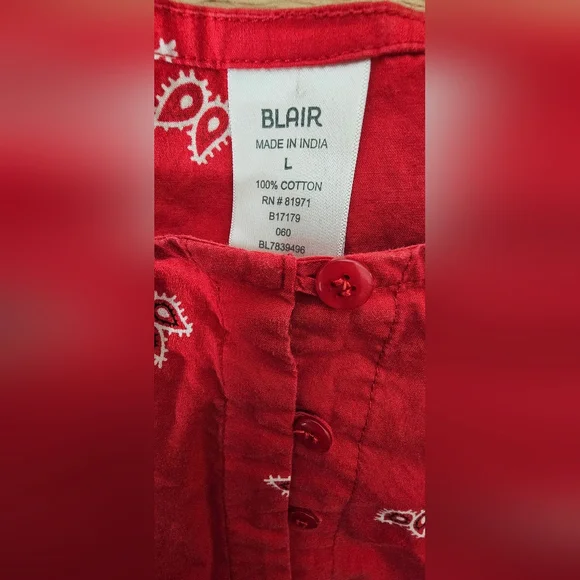 BLAIR
MADE IN INDIA
L
100% COTTON
RN # 81971
B17179
060
BL7839496